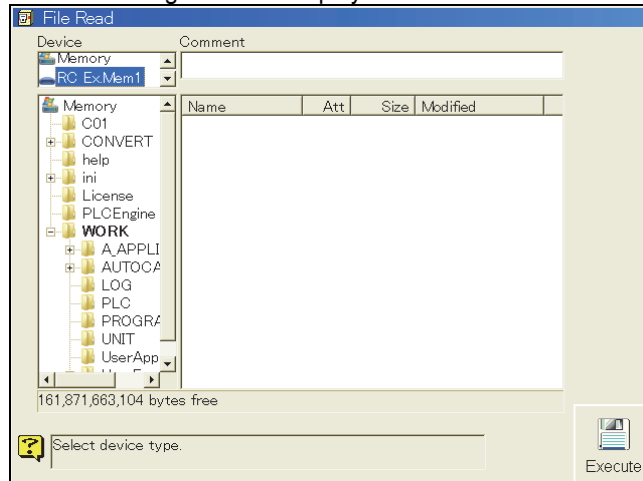 File Read
Device Comment
Memory
RC Ex.Mem1
Memory
C01
CONVERT
help
ini
License
PLCEngine
WORK
A_APPLI
AUTOCA
LOG
PLC
PROGRA
UNIT
UserApp
Name Att Size Modified
161,871,663,104 bytes free
Select device type.
Execute